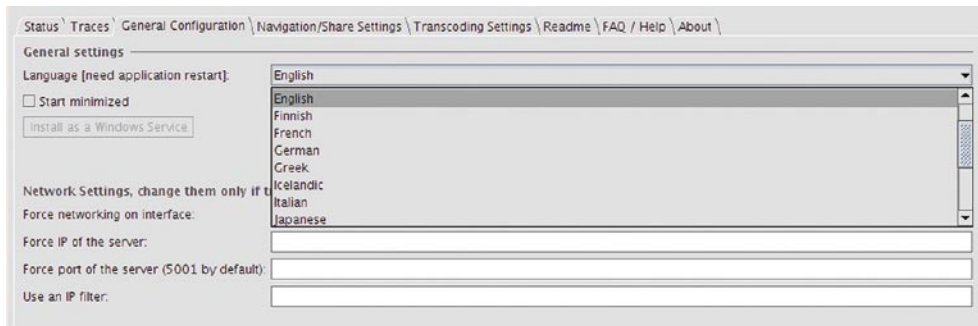 Status Traces General Configuration Navigation/Share Settings Transcoding Settings Readme FAQ / Help About
General settings
Language [need application restart]: English
Start minimized
Install as a Windows Service
English
Finnish
French
German
Greek
Icelandic
Italian
Japanese
Network Settings, change them only if t
Force networking on interface:
Force IP of the server:
Force port of the server (5001 by default):
Use an IP filter: